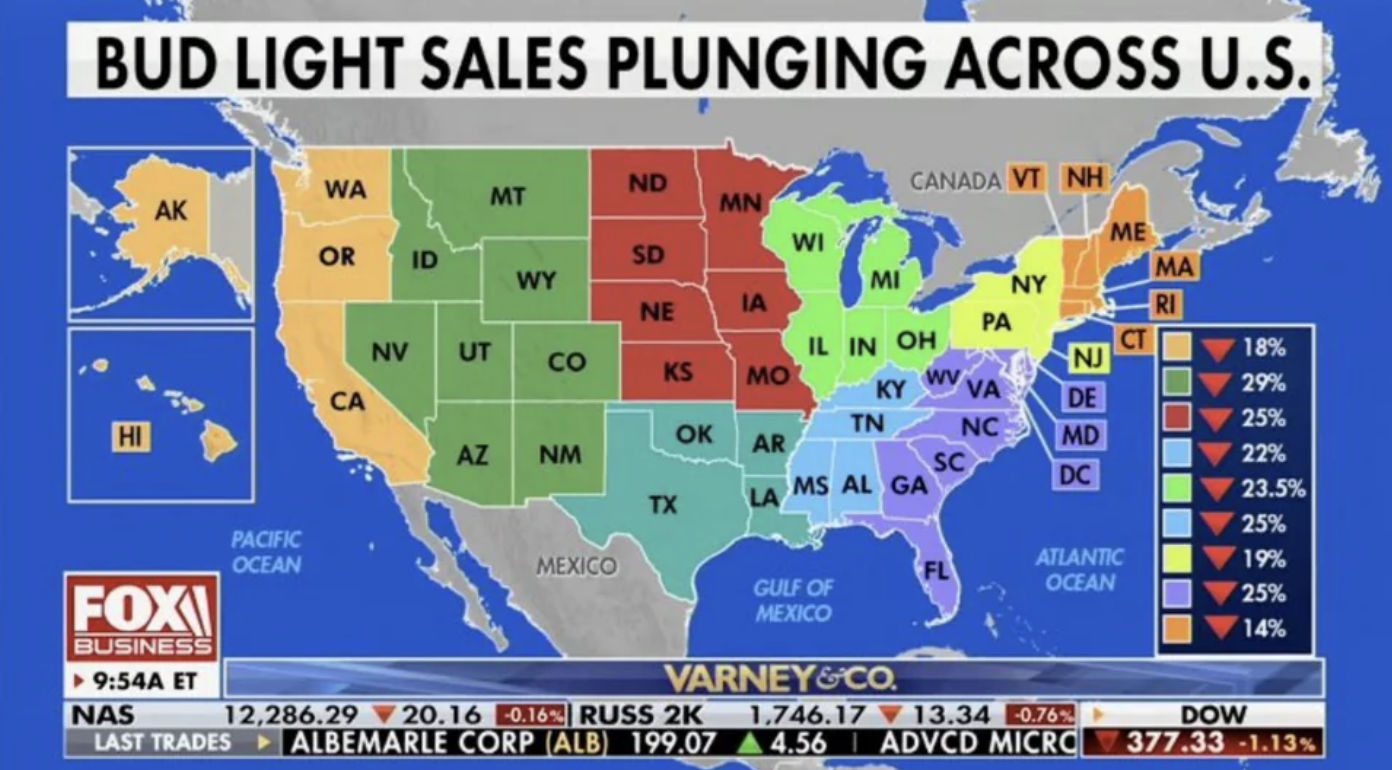 BUD LIGHT SALES PLUNGING ACROSS U.S.
CANADA VT NH
AK
WA MT ND MN ME
OR ID WY SD WI MI NY MA
NE IA PA RI
NV UT CO KS MO IL IN OH NJ CT
CA KY WV VA DE
HI AZ NM OK AR TN NC MD
TX LA MS AL GA SC DC
FL
PACIFIC
OCEAN
MEXICO
GULF OF
MEXICO
ATLANTIC
OCEAN
18%
29%
25%
22%
23.5%
25%
19%
25%
14%
FOX
BUSINESS
9:54A ET
VARNEY&CO.
NAS 12,286.29 20.16 -0.16% RUSS 2K 1,746.17 13.34 -0.76% DOW
LAST TRADES ALBEMARLE CORP (ALB) 199.07 4.56 ADVCD MICRC 377.33 -1.13%